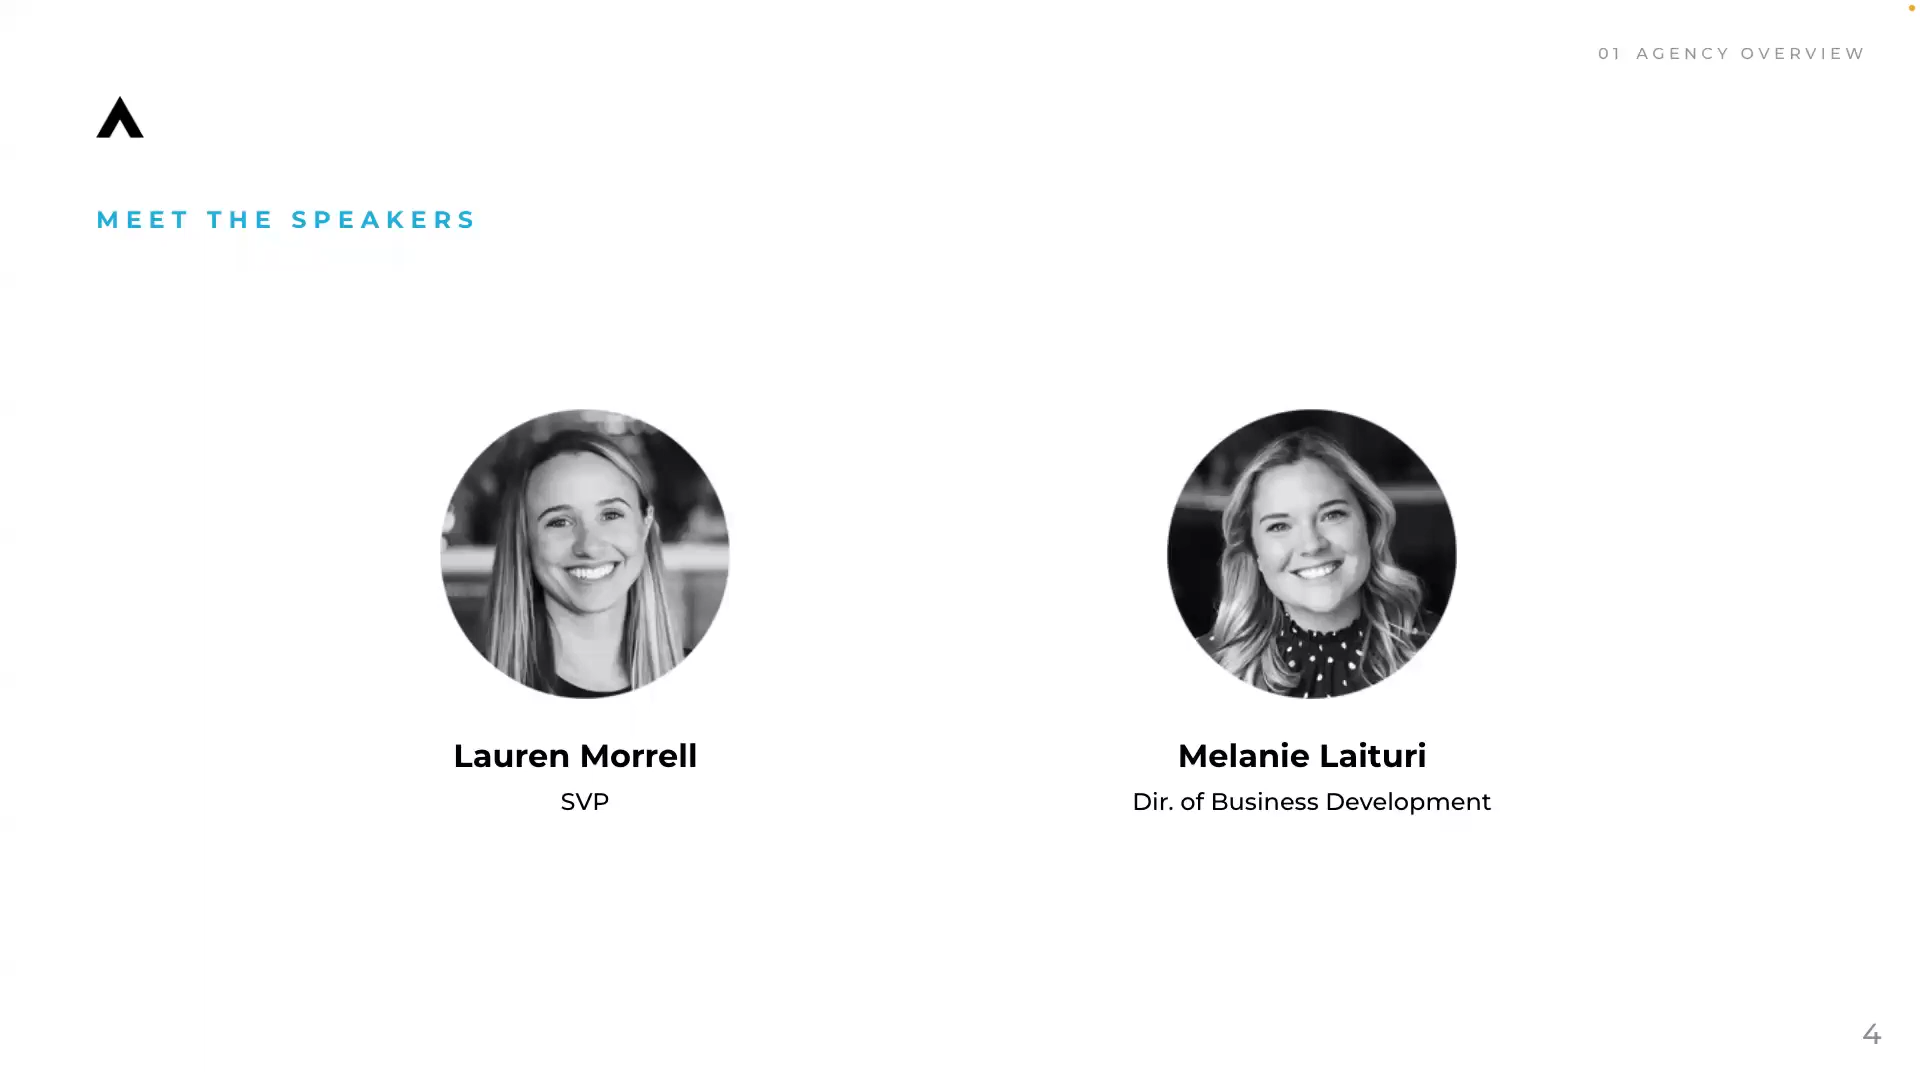 01 AGENCY OVERVIEW
MEET THE SPEAKERS
Lauren Morrell
SVP
Melanie Laituri
Dir. of Business Development
4